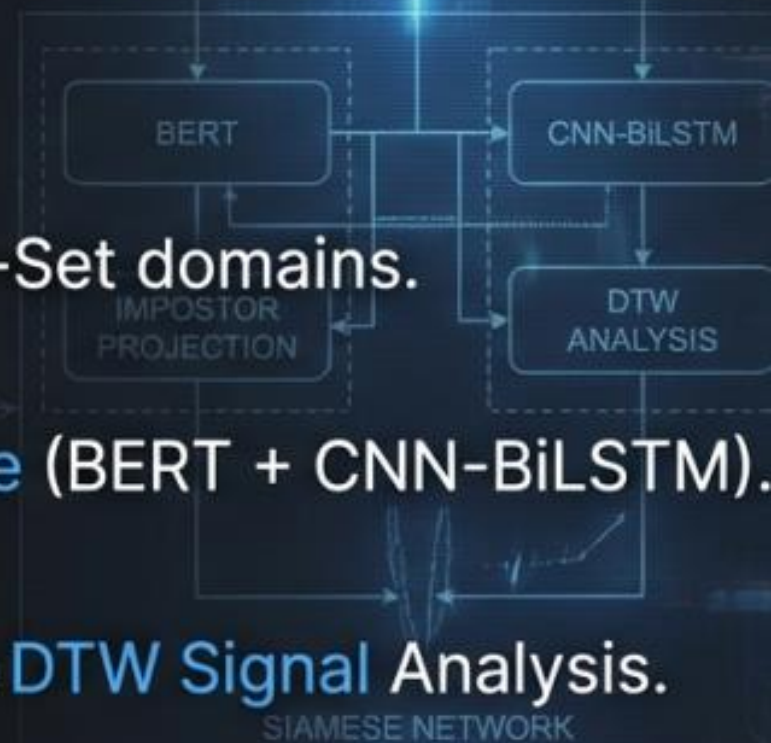 BERT
CNN-BiLSTM
-Set domains.
IMPOSTOR
PROJECTION
DTW
ANALYSIS
e (BERT + CNN-BiLSTM).
DTW Signal Analysis.
SIAMESE NETWORK